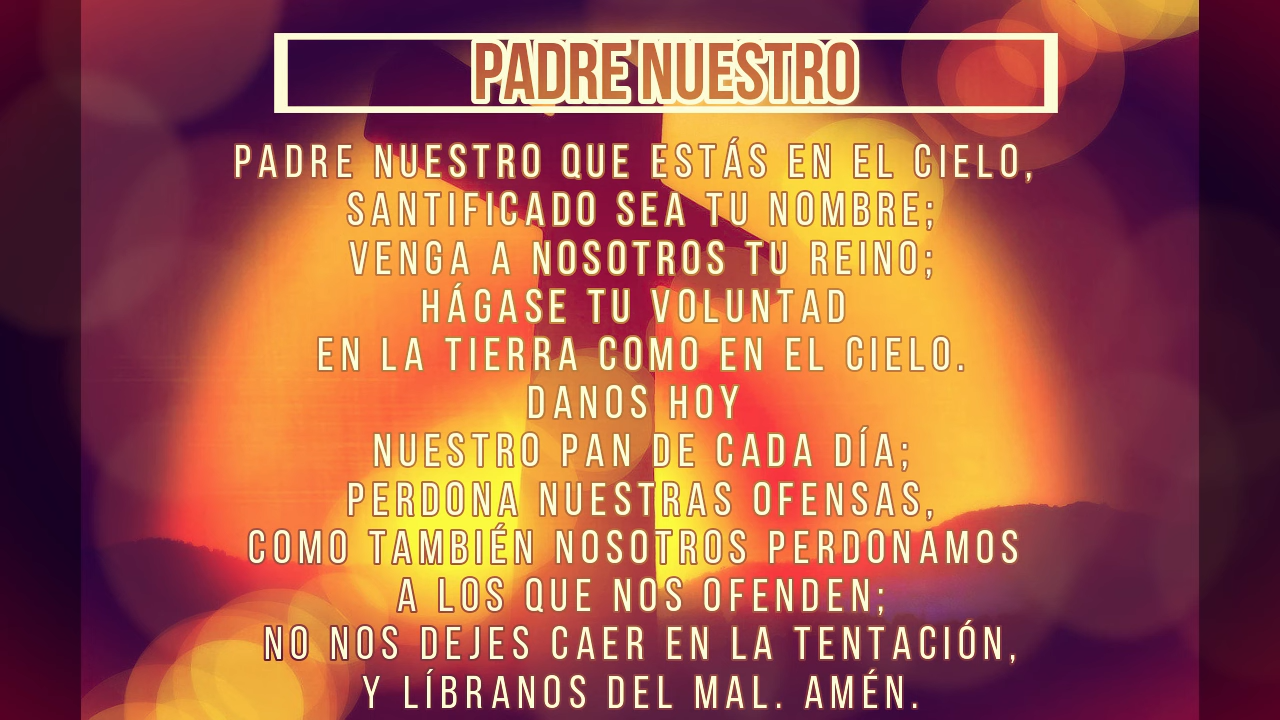 PADRE NUESTRO
PADRE NUESTRO QUE ESTÁS EN EL CIELO,
SANTIFICADO SEA TU NOMBRE;
VENGA A NOSOTROS TU REINO;
HÁGASE TU VOLUNTAD
EN LA TIERRA COMO EN EL CIELO.
DANOS HOY
NUESTRO PAN DE CADA DÍA;
PERDONA NUESTRAS OFENSAS,
COMO TAMBIÉN NOSOTROS PERDONAMOS
A LOS QUE NOS OFENDEN;
NO NOS DEJES CAER EN LA TENTACIÓN,
Y LÍBRANOS DEL MAL. AMÉN.